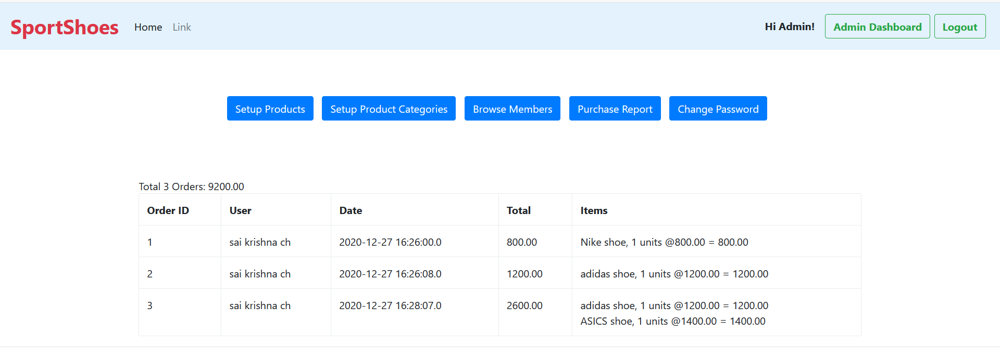 SportShoes Home Link Hi Admin! Admin Dashboard Logout
Setup Products Setup Product Categories Browse Members Purchase Report Change Password
Total 3 Orders: 9200.00
Order ID User Date Total Items
1 sai krishna ch 2020-12-27 16:26:00.0 800.00 Nike shoe, 1 units @800.00 = 800.00
2 sai krishna ch 2020-12-27 16:26:08.0 1200.00 adidas shoe, 1 units @1200.00 = 1200.00
3 sai krishna ch 2020-12-27 16:28:07.0 2600.00 adidas shoe, 1 units @1200.00 = 1200.00
ASICS shoe, 1 units @1400.00 = 1400.00